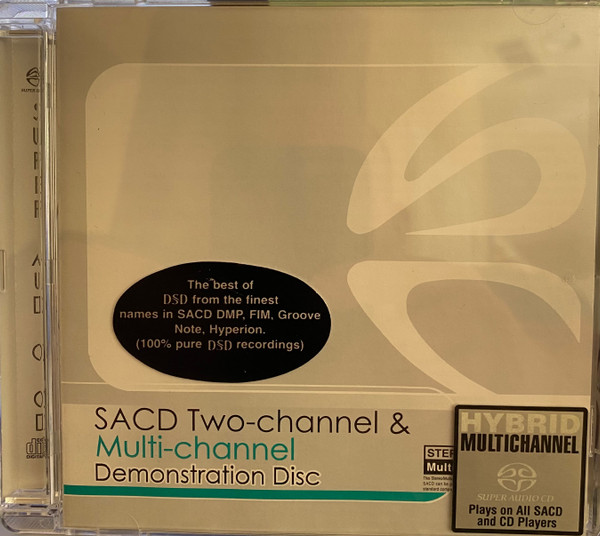 The best of
DSD from the finest
names in SACD DMP, FIM, Groove
Note, Hyperion.
(100% pure DSD recordings)
SACD Two-channel &
Multi-channel
Demonstration Disc
STER
Multi
HYBRID
MULTICHANNEL
SUPER AUDIO CD
Plays on All SACD
and CD Players